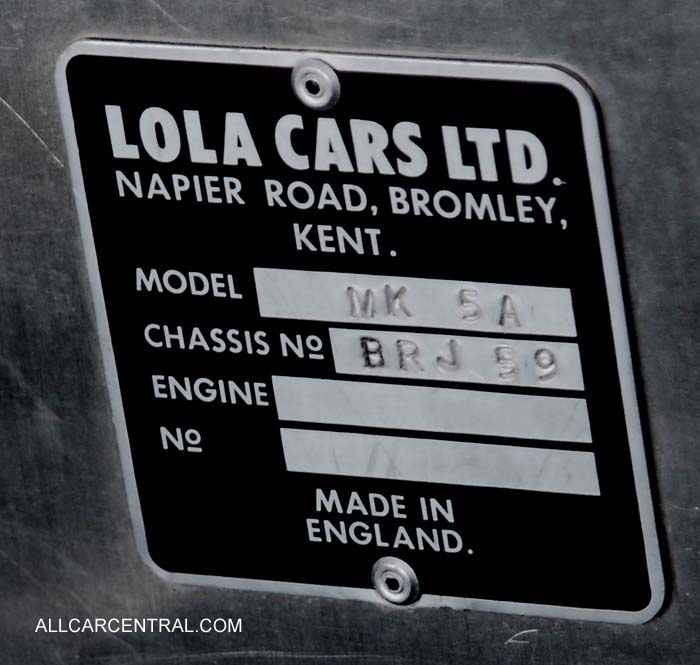 LOLA CARS LTD.
NAPIER ROAD, BROMLEY,
KENT.
MODEL MK 5A
CHASSIS Nº BRJ 59
ENGINE
Nº
MADE IN
ENGLAND.
ALLCARCENTRAL.COM